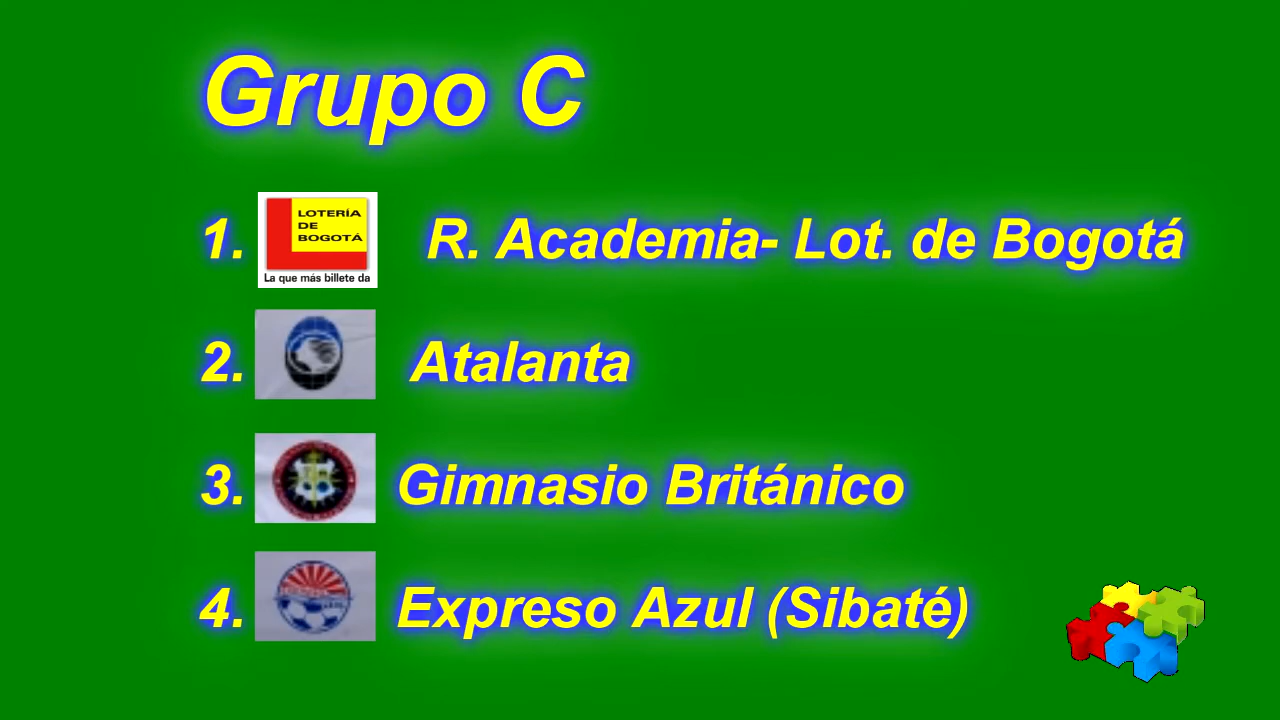 Grupo C
1. LOTERÍA
DE
BOGOTÁ
La que más billete da
R. Academia- Lot. de Bogotá
2. Atalanta
3. Gimnasio Británico
4. Expreso Azul (Sibaté)